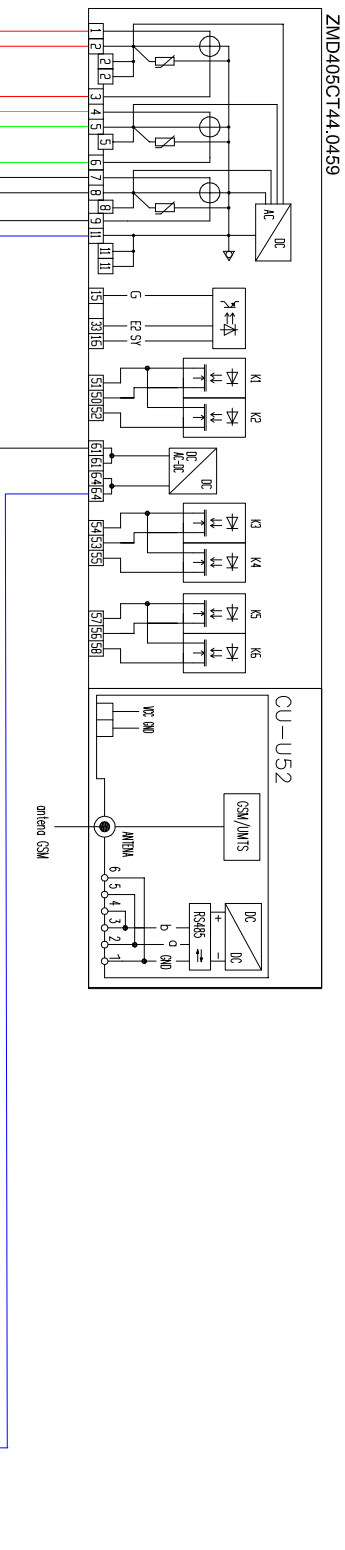 ZMD405CT44.0459
1
2
2
2
3
4
5
5
6
7
8
8
9
11
11
11
AC
DC
15
G
33
E2
16
SY
51
50
52
K1
K2
61
61
64
64
DC
AC-DC
DC
54
53
55
K3
K4
57
56
58
K5
K6
CU-U52
VCC
GND
GSM/UMTS
ANTENA
antena GSM
6
5
4
3
2
1
b
a
GND
RS485
+
-
DC
DC